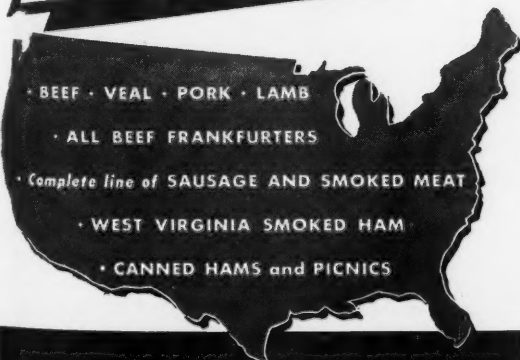 · BEEF · VEAL · PORK · LAMB
· ALL BEEF FRANKFURTERS
· Complete line of SAUSAGE AND SMOKED MEAT
· WEST VIRGINIA SMOKED HAM
· CANNED HAMS and PICNICS